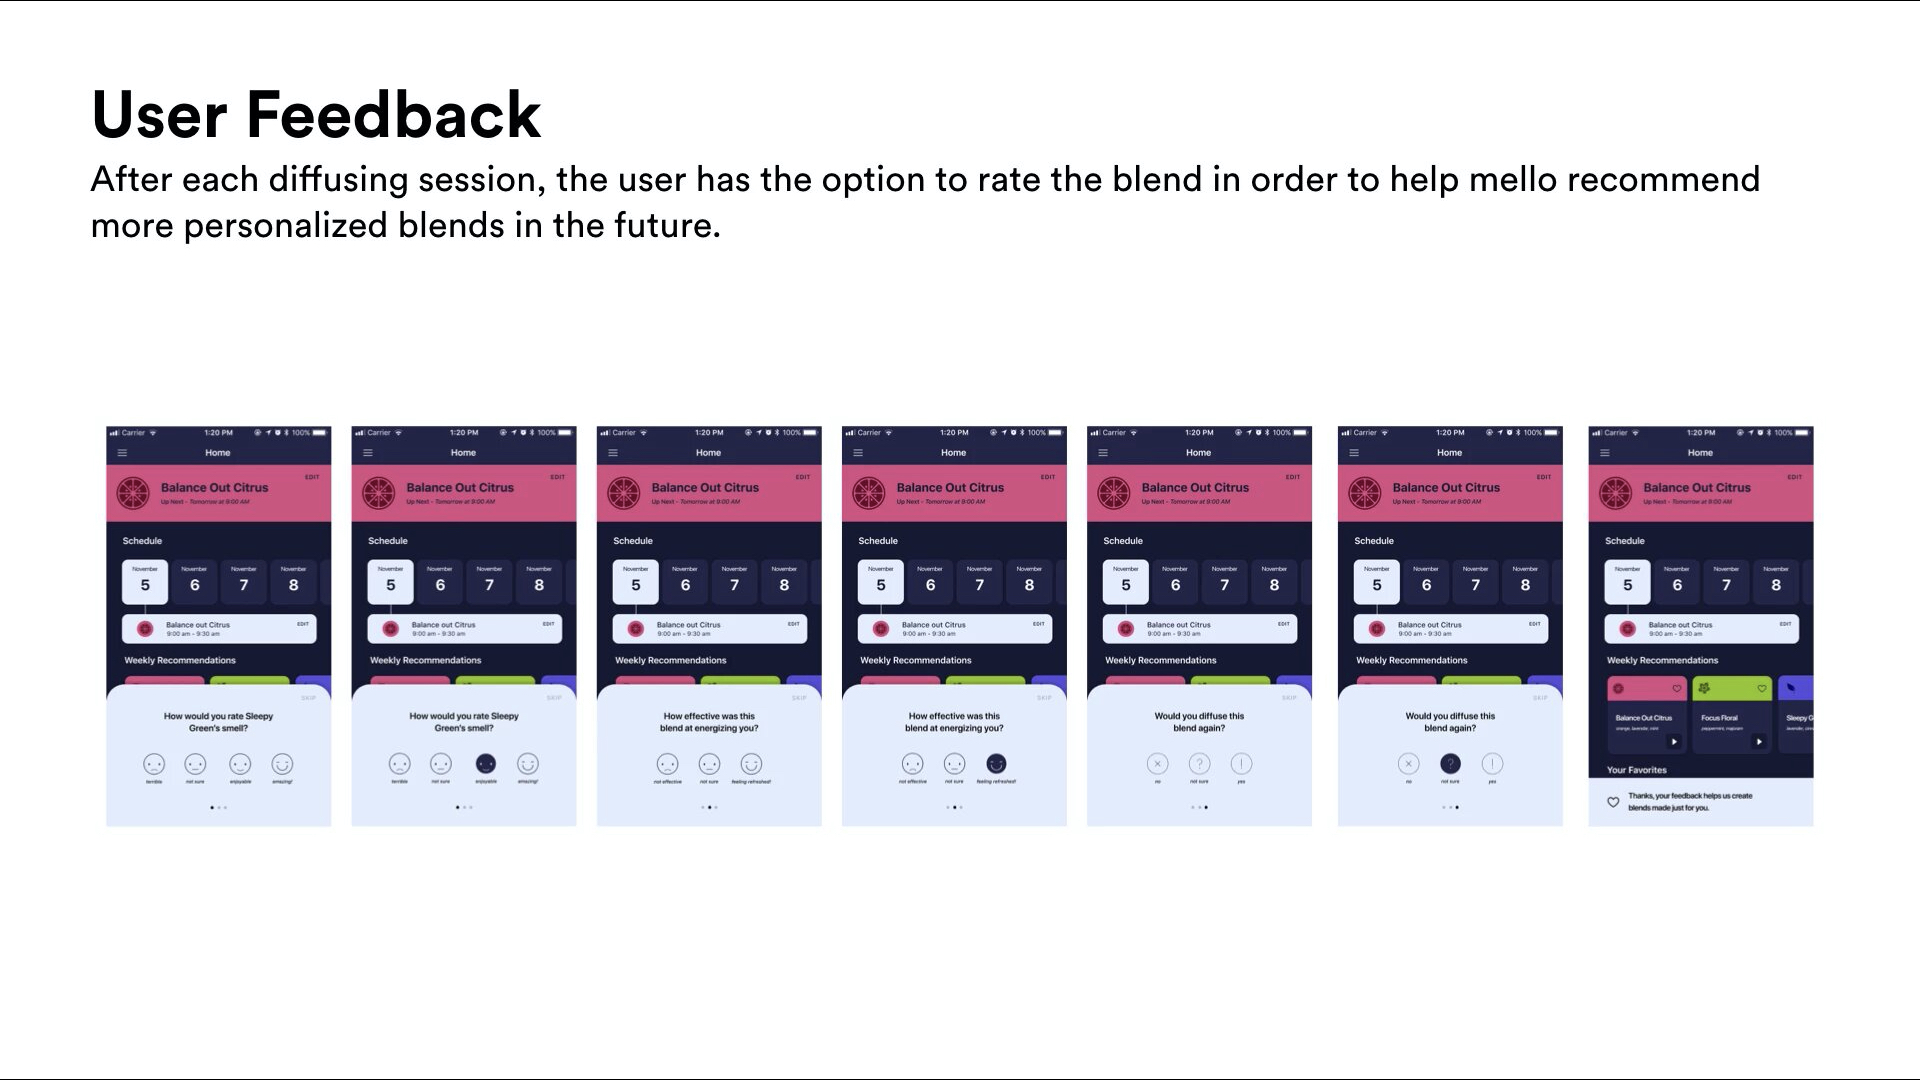 User Feedback
After each diffusing session, the user has the option to rate the blend in order to help mello recommend
more personalized blends in the future.
Carrier 1:20 PM 100%
Home
EDIT
Balance Out Citrus
Up Next - Tomorrow at 9:00 AM
Schedule
November November November November
5 6 7 8
Balance out Citrus EDIT
9:00 am - 9:30 am
Weekly Recommendations
SKIP
How would you rate Sleepy
Green's smell?
terrible not sure enjoyable amazing!
Carrier 1:20 PM 100%
Home
EDIT
Balance Out Citrus
Up Next - Tomorrow at 9:00 AM
Schedule
November November November November
5 6 7 8
Balance out Citrus EDIT
9:00 am - 9:30 am
Weekly Recommendations
SKIP
How would you rate Sleepy
Green's smell?
terrible not sure enjoyable amazing!
Carrier 1:20 PM 100%
Home
EDIT
Balance Out Citrus
Up Next - Tomorrow at 9:00 AM
Schedule
November November November November
5 6 7 8
Balance out Citrus EDIT
9:00 am - 9:30 am
Weekly Recommendations
SKIP
How effective was this
blend at energizing you?
not effective not sure feeling refreshed!
Carrier 1:20 PM 100%
Home
EDIT
Balance Out Citrus
Up Next - Tomorrow at 9:00 AM
Schedule
November November November November
5 6 7 8
Balance out Citrus EDIT
9:00 am - 9:30 am
Weekly Recommendations
SKIP
How effective was this
blend at energizing you?
not effective not sure feeling refreshed!
Carrier 1:20 PM 100%
Home
EDIT
Balance Out Citrus
Up Next - Tomorrow at 9:00 AM
Schedule
November November November November
5 6 7 8
Balance out Citrus EDIT
9:00 am - 9:30 am
Weekly Recommendations
SKIP
Would you diffuse this
blend again?
no not sure yes
Carrier 1:20 PM 100%
Home
EDIT
Balance Out Citrus
Up Next - Tomorrow at 9:00 AM
Schedule
November November November November
5 6 7 8
Balance out Citrus EDIT
9:00 am - 9:30 am
Weekly Recommendations
SKIP
Would you diffuse this
blend again?
no not sure yes
Carrier 1:20 PM 100%
Home
EDIT
Balance Out Citrus
Up Next - Tomorrow at 9:00 AM
Schedule
November November November November
5 6 7 8
Balance out Citrus EDIT
9:00 am - 9:30 am
Weekly Recommendations
Balance Out Citrus Focus Floral Sleepy G
orange, lavender, mint peppermint, majoram
Your Favorites
Thanks, your feedback helps us create
blends made just for you.